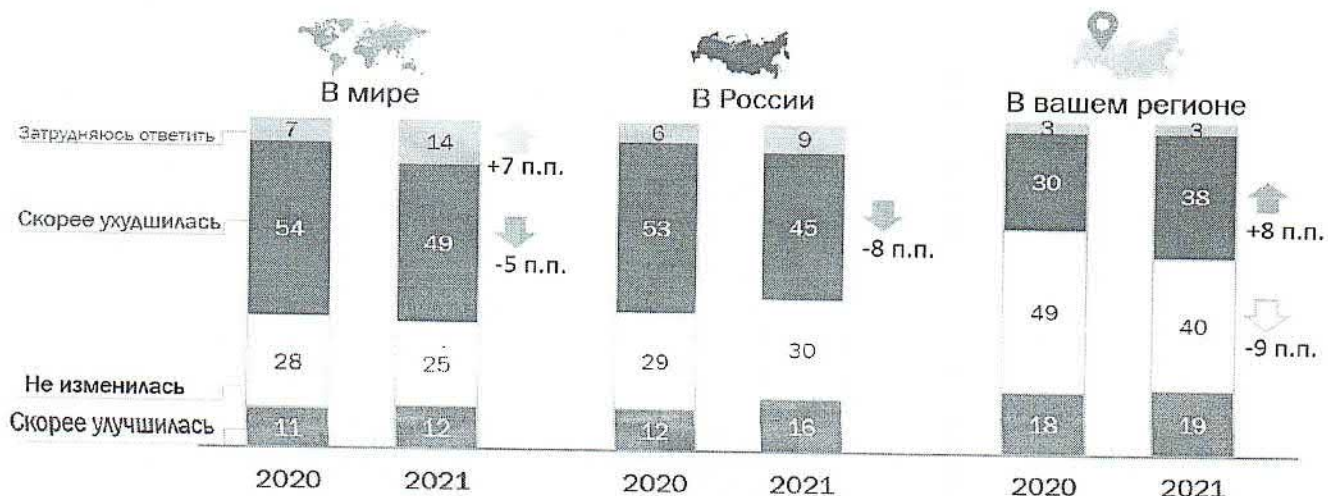 В мире
В России
В вашем регионе
Затрудняюсь ответить
7
14
+7 п.п.
6
9
3
3
Скорее ухудшилась
54
49
-5 п.п.
53
45
-8 п.п.
30
38
+8 п.п.
Не изменилась
28
25
29
30
49
40
-9 п.п.
Скорее улучшилась
11
12
12
16
18
19
2020
2021
2020
2021
2020
2021